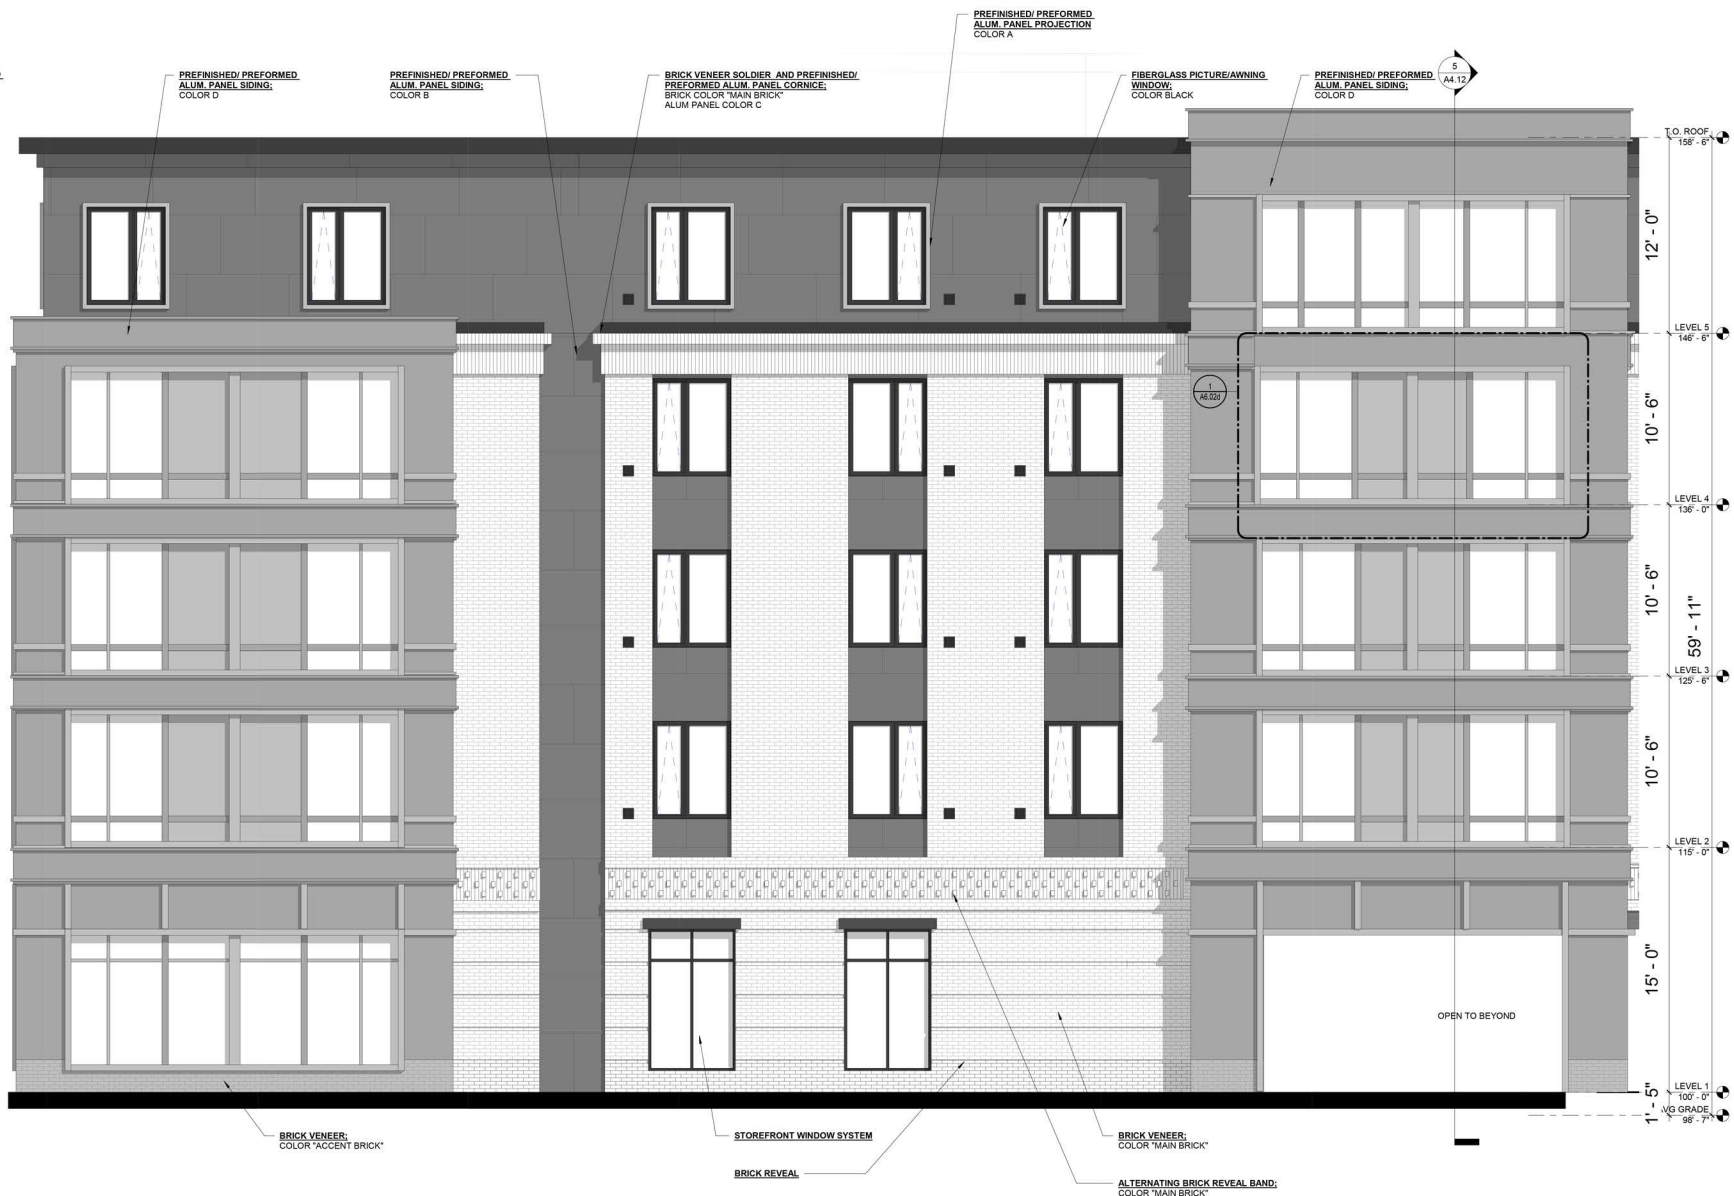 PREFINISHED/ PREFORMED
ALUM. PANEL PROJECTION
COLOR A
PREFINISHED/ PREFORMED
ALUM. PANEL SIDING;
COLOR D
PREFINISHED/ PREFORMED
ALUM. PANEL SIDING;
COLOR B
BRICK VENEER SOLDIER AND PREFINISHED/
PREFORMED ALUM. PANEL CORNICE;
BRICK COLOR "MAIN BRICK"
ALUM PANEL COLOR C
FIBERGLASS PICTURE/AWNING
WINDOW;
COLOR BLACK
PREFINISHED/ PREFORMED
ALUM. PANEL SIDING;
COLOR D
5
A4.12
T.O. ROOF
158' - 6"
12' - 0"
LEVEL 5
146' - 6"
1
A6.02d
10' - 6"
LEVEL 4
136' - 0"
10' - 6"
59' - 11"
LEVEL 3
125' - 6"
10' - 6"
LEVEL 2
115' - 0"
15' - 0"
OPEN TO BEYOND
LEVEL 1
100' - 0"
1' - 5"
VG GRADE
98' - 7"
BRICK VENEER;
COLOR "ACCENT BRICK"
STOREFRONT WINDOW SYSTEM
BRICK VENEER;
COLOR "MAIN BRICK"
BRICK REVEAL
ALTERNATING BRICK REVEAL BAND;
COLOR "MAIN BRICK"